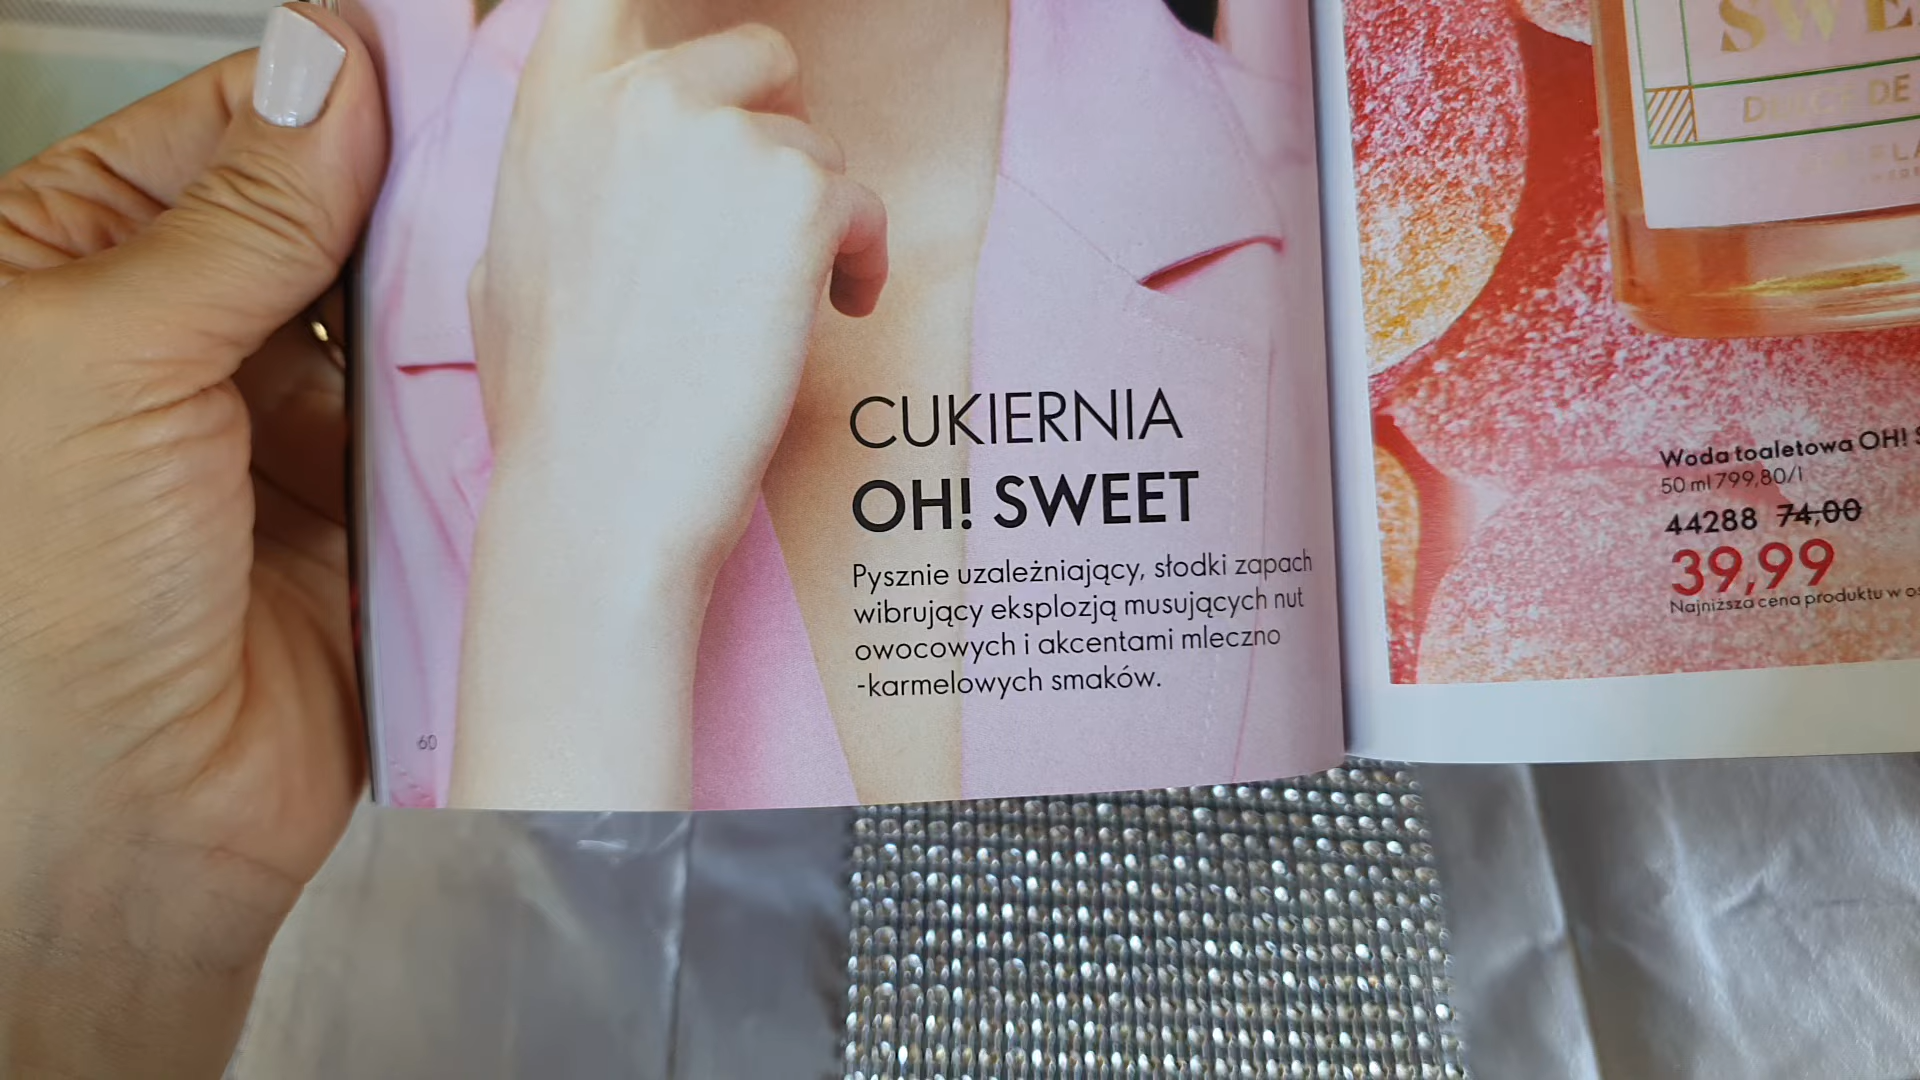 CUKIERNIA
OH! SWEET
Pysznie uzależniający, słodki zapach
wibrujący eksplozją musujących nut
owocowych i akcentami mleczno
-karmelowych smaków.
60
DE
Woda toaletowa OH!
50 ml 799,80/l
44288 74,00
39,99
Najniższa cena produktu w